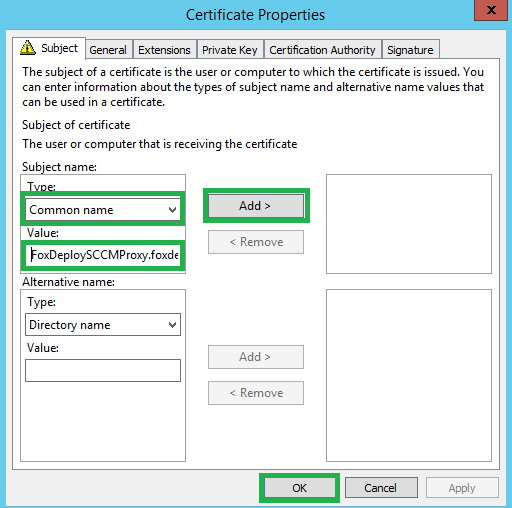 Certificate Properties
x
Subject General Extensions Private Key Certification Authority Signature
The subject of a certificate is the user or computer to which the certificate is issued. You
can enter information about the types of subject name and alternative name values that
can be used in a certificate.
Subject of certificate
The user or computer that is receiving the certificate
Subject name:
Type:
Common name
Add >
Value:
< Remove
FoxDeploySCCMProxy.foxde
Alternative name:
Type:
Directory name
Value:
Add >
< Remove
OK Cancel Apply